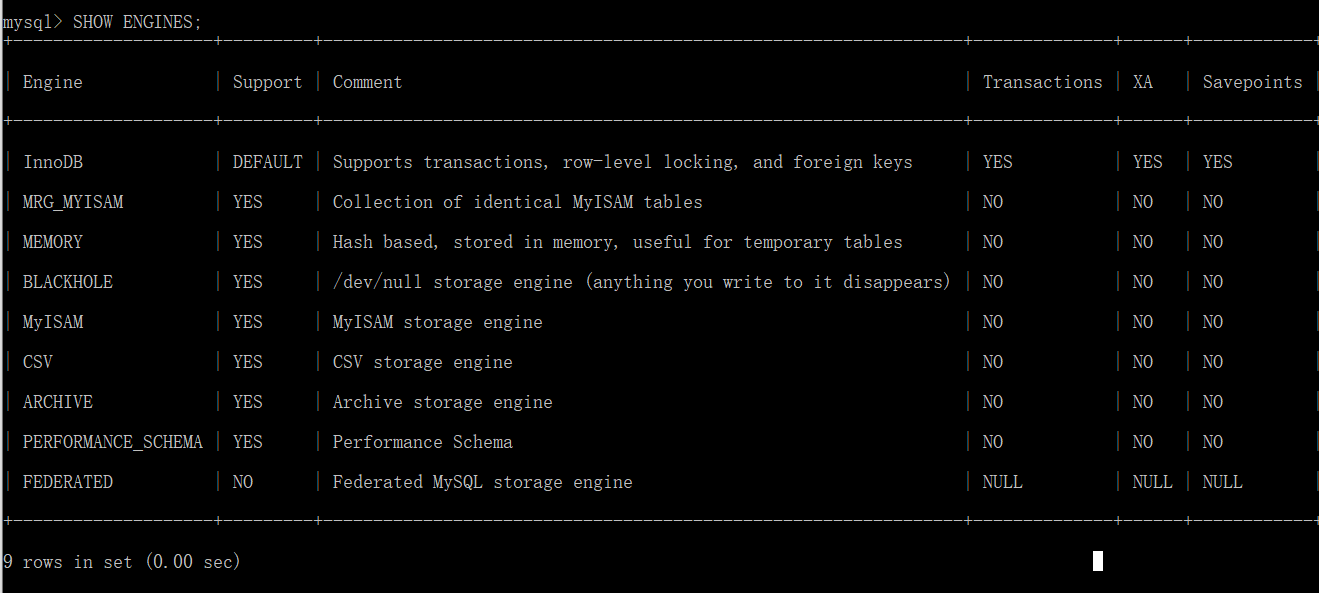 mysql> SHOW ENGINES;
+--------------------+---------+----------------------------------------------------------------+--------------+------+------------+
| Engine             | Support | Comment                                                        | Transactions | XA   | Savepoints |
+--------------------+---------+----------------------------------------------------------------+--------------+------+------------+
| InnoDB             | DEFAULT | Supports transactions, row-level locking, and foreign keys     | YES          | YES  | YES        |
| MRG_MYISAM         | YES     | Collection of identical MyISAM tables                          | NO           | NO   | NO         |
| MEMORY             | YES     | Hash based, stored in memory, useful for temporary tables      | NO           | NO   | NO         |
| BLACKHOLE          | YES     | /dev/null storage engine (anything you write to it disappears) | NO           | NO   | NO         |
| MyISAM             | YES     | MyISAM storage engine                                          | NO           | NO   | NO         |
| CSV                | YES     | CSV storage engine                                             | NO           | NO   | NO         |
| ARCHIVE            | YES     | Archive storage engine                                         | NO           | NO   | NO         |
| PERFORMANCE_SCHEMA | YES     | Performance Schema                                             | NO           | NO   | NO         |
| FEDERATED          | NO      | Federated MySQL storage engine                                 | NULL         | NULL | NULL       |
+--------------------+---------+----------------------------------------------------------------+--------------+------+------------+
9 rows in set (0.00 sec)